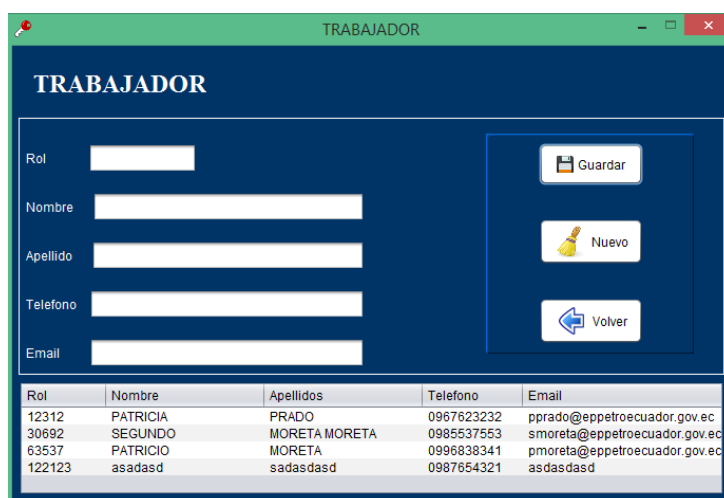 TRABAJADOR
TRABAJADOR
Rol
Guardar
Nombre
Nuevo
Apellido
Telefono
Volver
Email
Rol Nombre Apellidos Telefono Email
12312 PATRICIA PRADO 0967623232 pprado@eppetroecuador.gov.ec
30692 SEGUNDO MORETA MORETA 0985537553 smoreta@eppetroecuador.gov.ec
63537 PATRICIO MORETA 0996838341 pmoreta@eppetroecuador.gov.ec
122123 asadasd sadasdasd 0987654321 asdasdasd